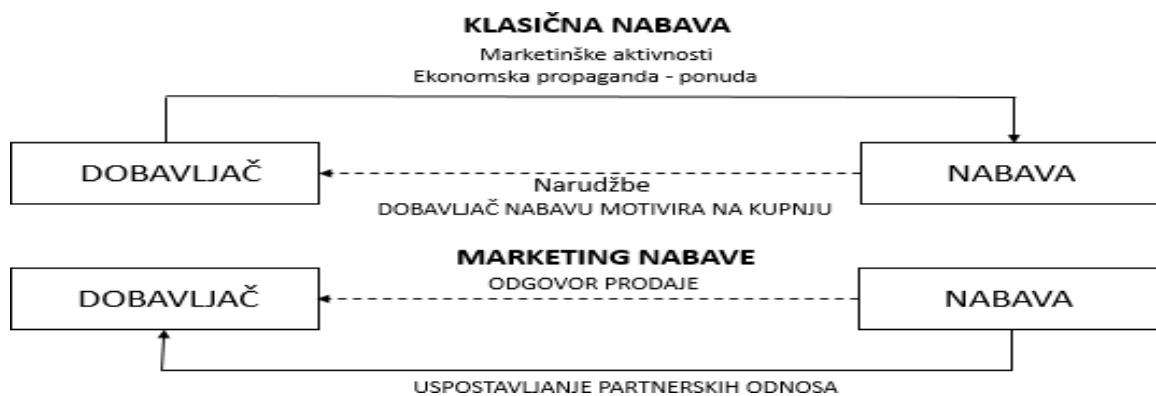 KLASIČNA NABAVA
Marketinške aktivnosti
Ekonomska propaganda - ponuda
DOBAVLJAČ
NABAVA
Narudžbe
DOBAVLJAČ NABAVU MOTIVIRA NA KUPNJU
MARKETING NABAVE
ODGOVOR PRODAJE
DOBAVLJAČ
NABAVA
USPOSTAVLJANJE PARTNERSKIH ODNOSA